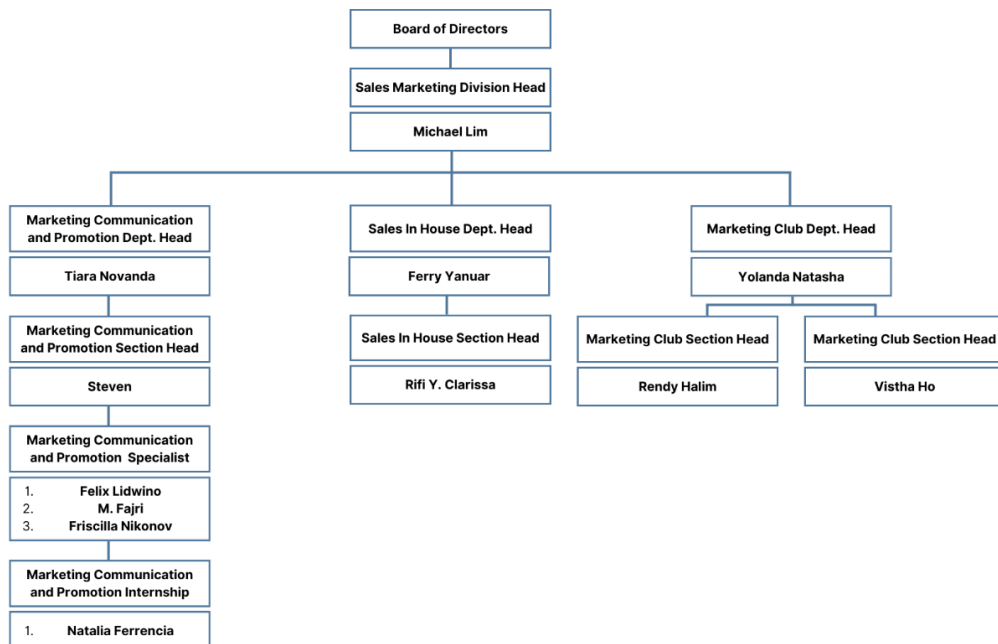 Board of Directors
Sales Marketing Division Head
Michael Lim
Marketing Communication
and Promotion Dept. Head
Tiara Novanda
Marketing Communication
and Promotion Section Head
Steven
Marketing Communication
and Promotion Specialist
1. Felix Lidwino
2. M. Fajri
3. Friscilla Nikonov
Marketing Communication
and Promotion Internship
1. Natalia Ferrencia
Sales In House Dept. Head
Ferry Yanuar
Sales In House Section Head
Rifi Y. Clarissa
Marketing Club Dept. Head
Yolanda Natasha
Marketing Club Section Head
Rendy Halim
Marketing Club Section Head
Vistha Ho